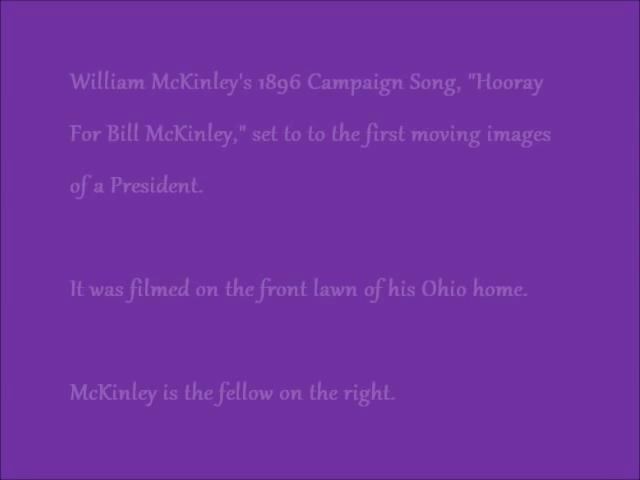 William McKinley's 1896 Campaign Song, "Hooray
For Bill McKinley," set to to the first moving images
of a President.
It was filmed on the front lawn of his Ohio home.
McKinley is the fellow on the right.